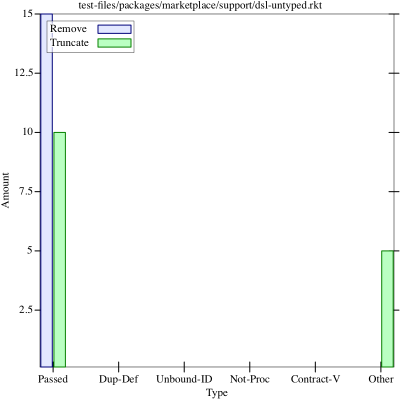 test-files/packages/marketplace/support/dsl-untyped.rkt
15
Remove
Truncate
12.5
10
7.5
5
2.5
Amount
Passed Dup-Def Unbound-ID Not-Proc Contract-V Other
Type